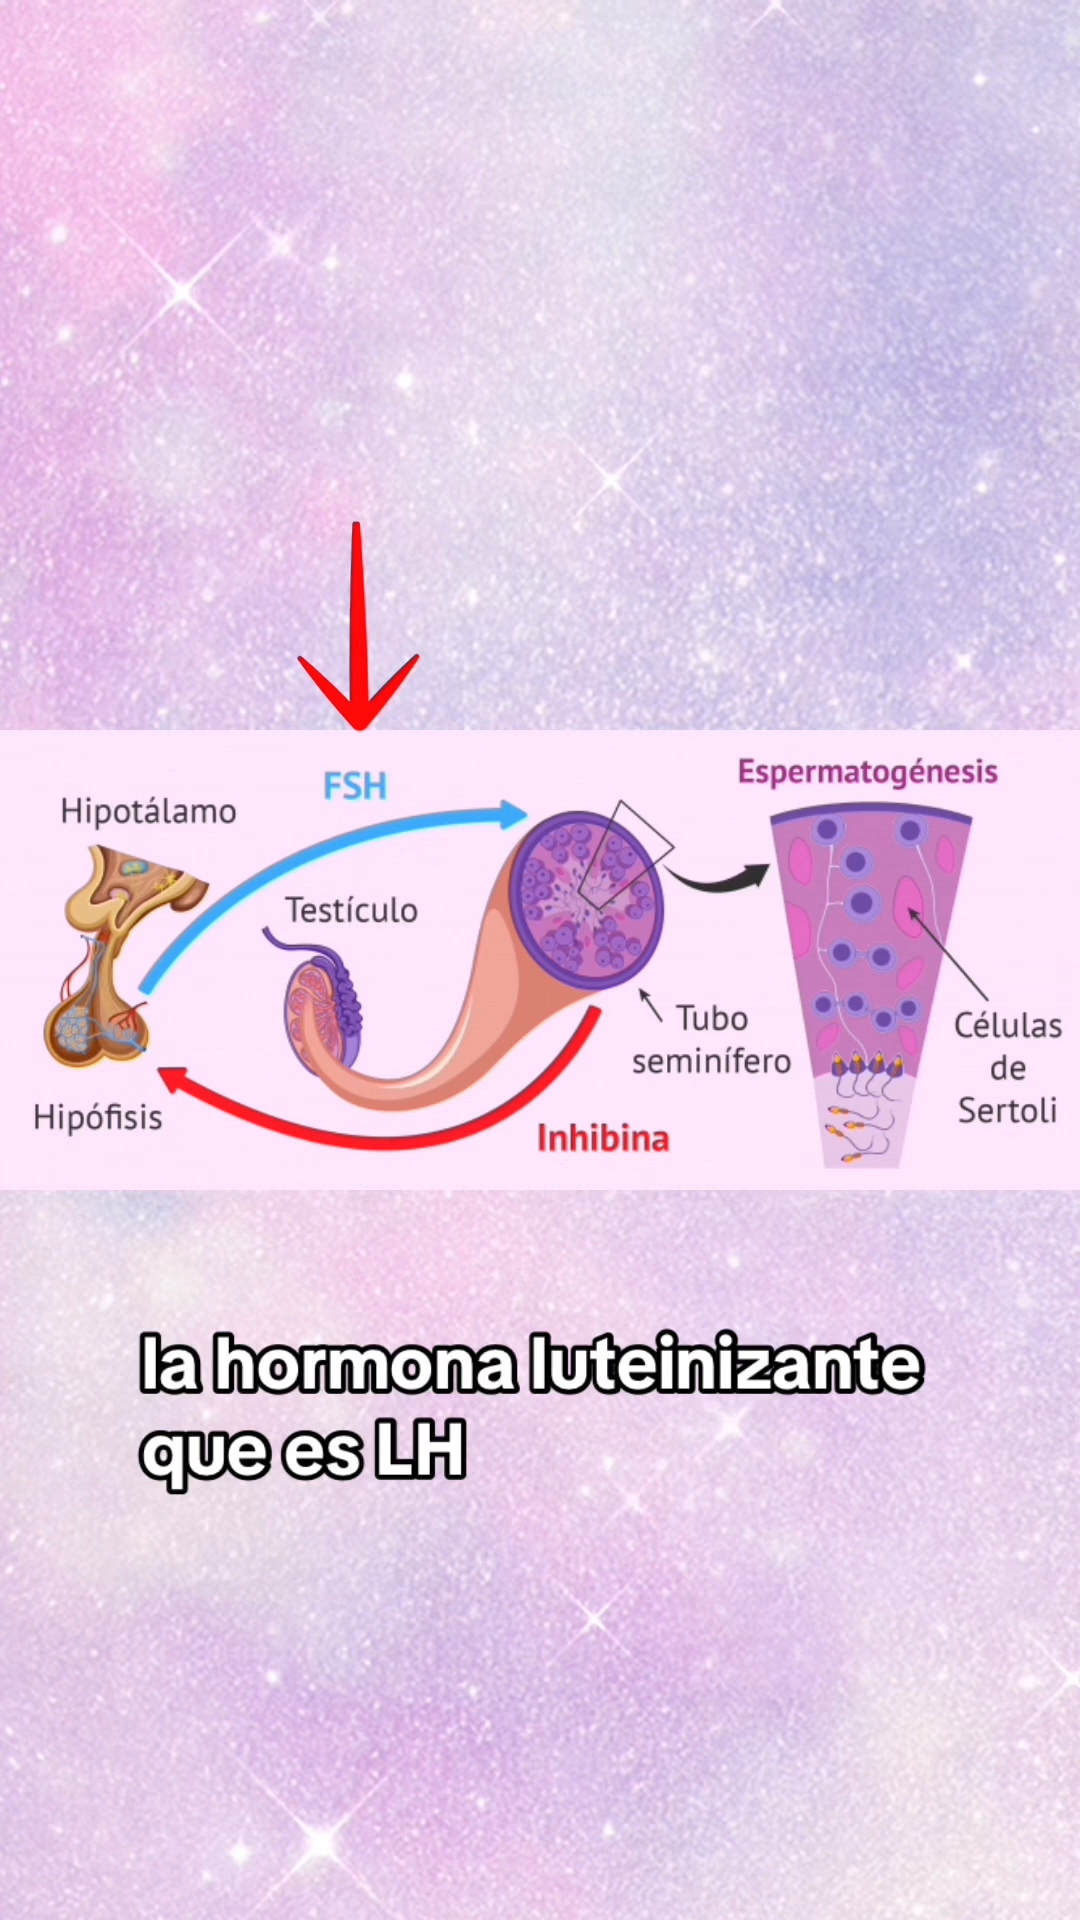 Espermatogénesis
FSH
Hipotálamo
Testículo
Tubo
seminífero
Células
de
Sertoli
Hipófisis
Inhibina
la hormona luteinizante
que es LH